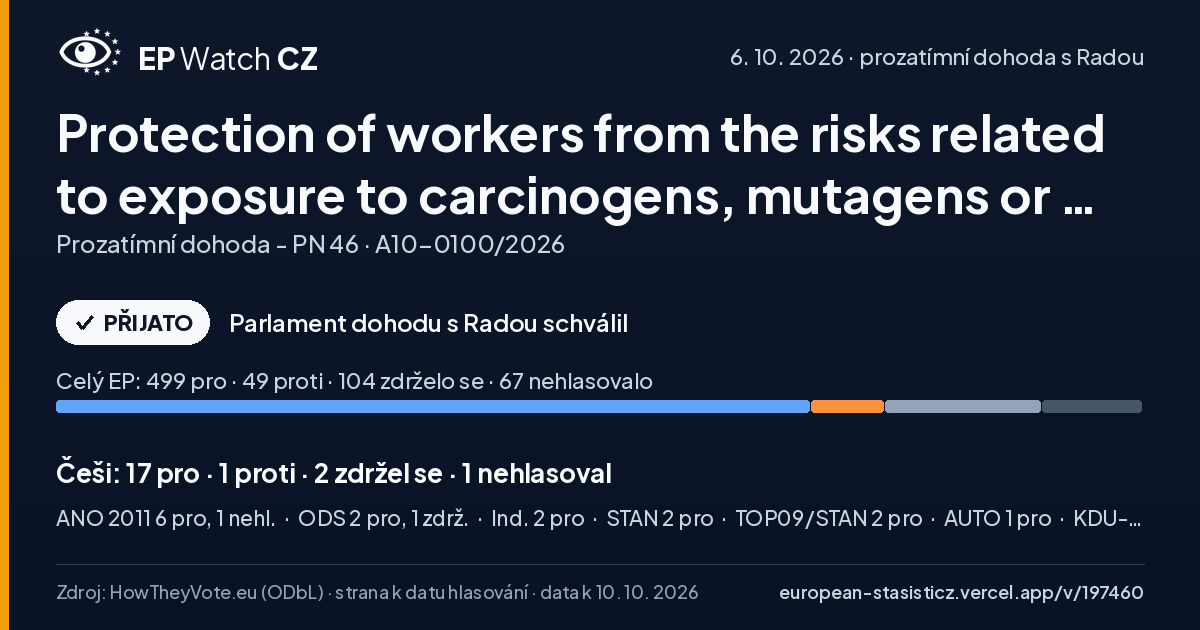 EP Watch CZ
6. 10. 2026 · prozatímní dohoda s Radou
Protection of workers from the risks related
to exposure to carcinogens, mutagens or …
Prozatímní dohoda – PN 46 · A10–0100/2026
✓ PŘIJATO
Parlament dohodu s Radou schválil
Celý EP: 499 pro · 49 proti · 104 zdrželo se · 67 nehlasovalo
Češi: 17 pro · 1 proti · 2 zdržel se · 1 nehlasoval
ANO 2011 6 pro, 1 nehl. · ODS 2 pro, 1 zdrž. · Ind. 2 pro · STAN 2 pro · TOP09/STAN 2 pro · AUTO 1 pro · KDU-…
Zdroj: HowTheyVote.eu (ODbL) · strana k datu hlasování · data k 10. 10. 2026
european-stasisticz.vercel.app/v/197460